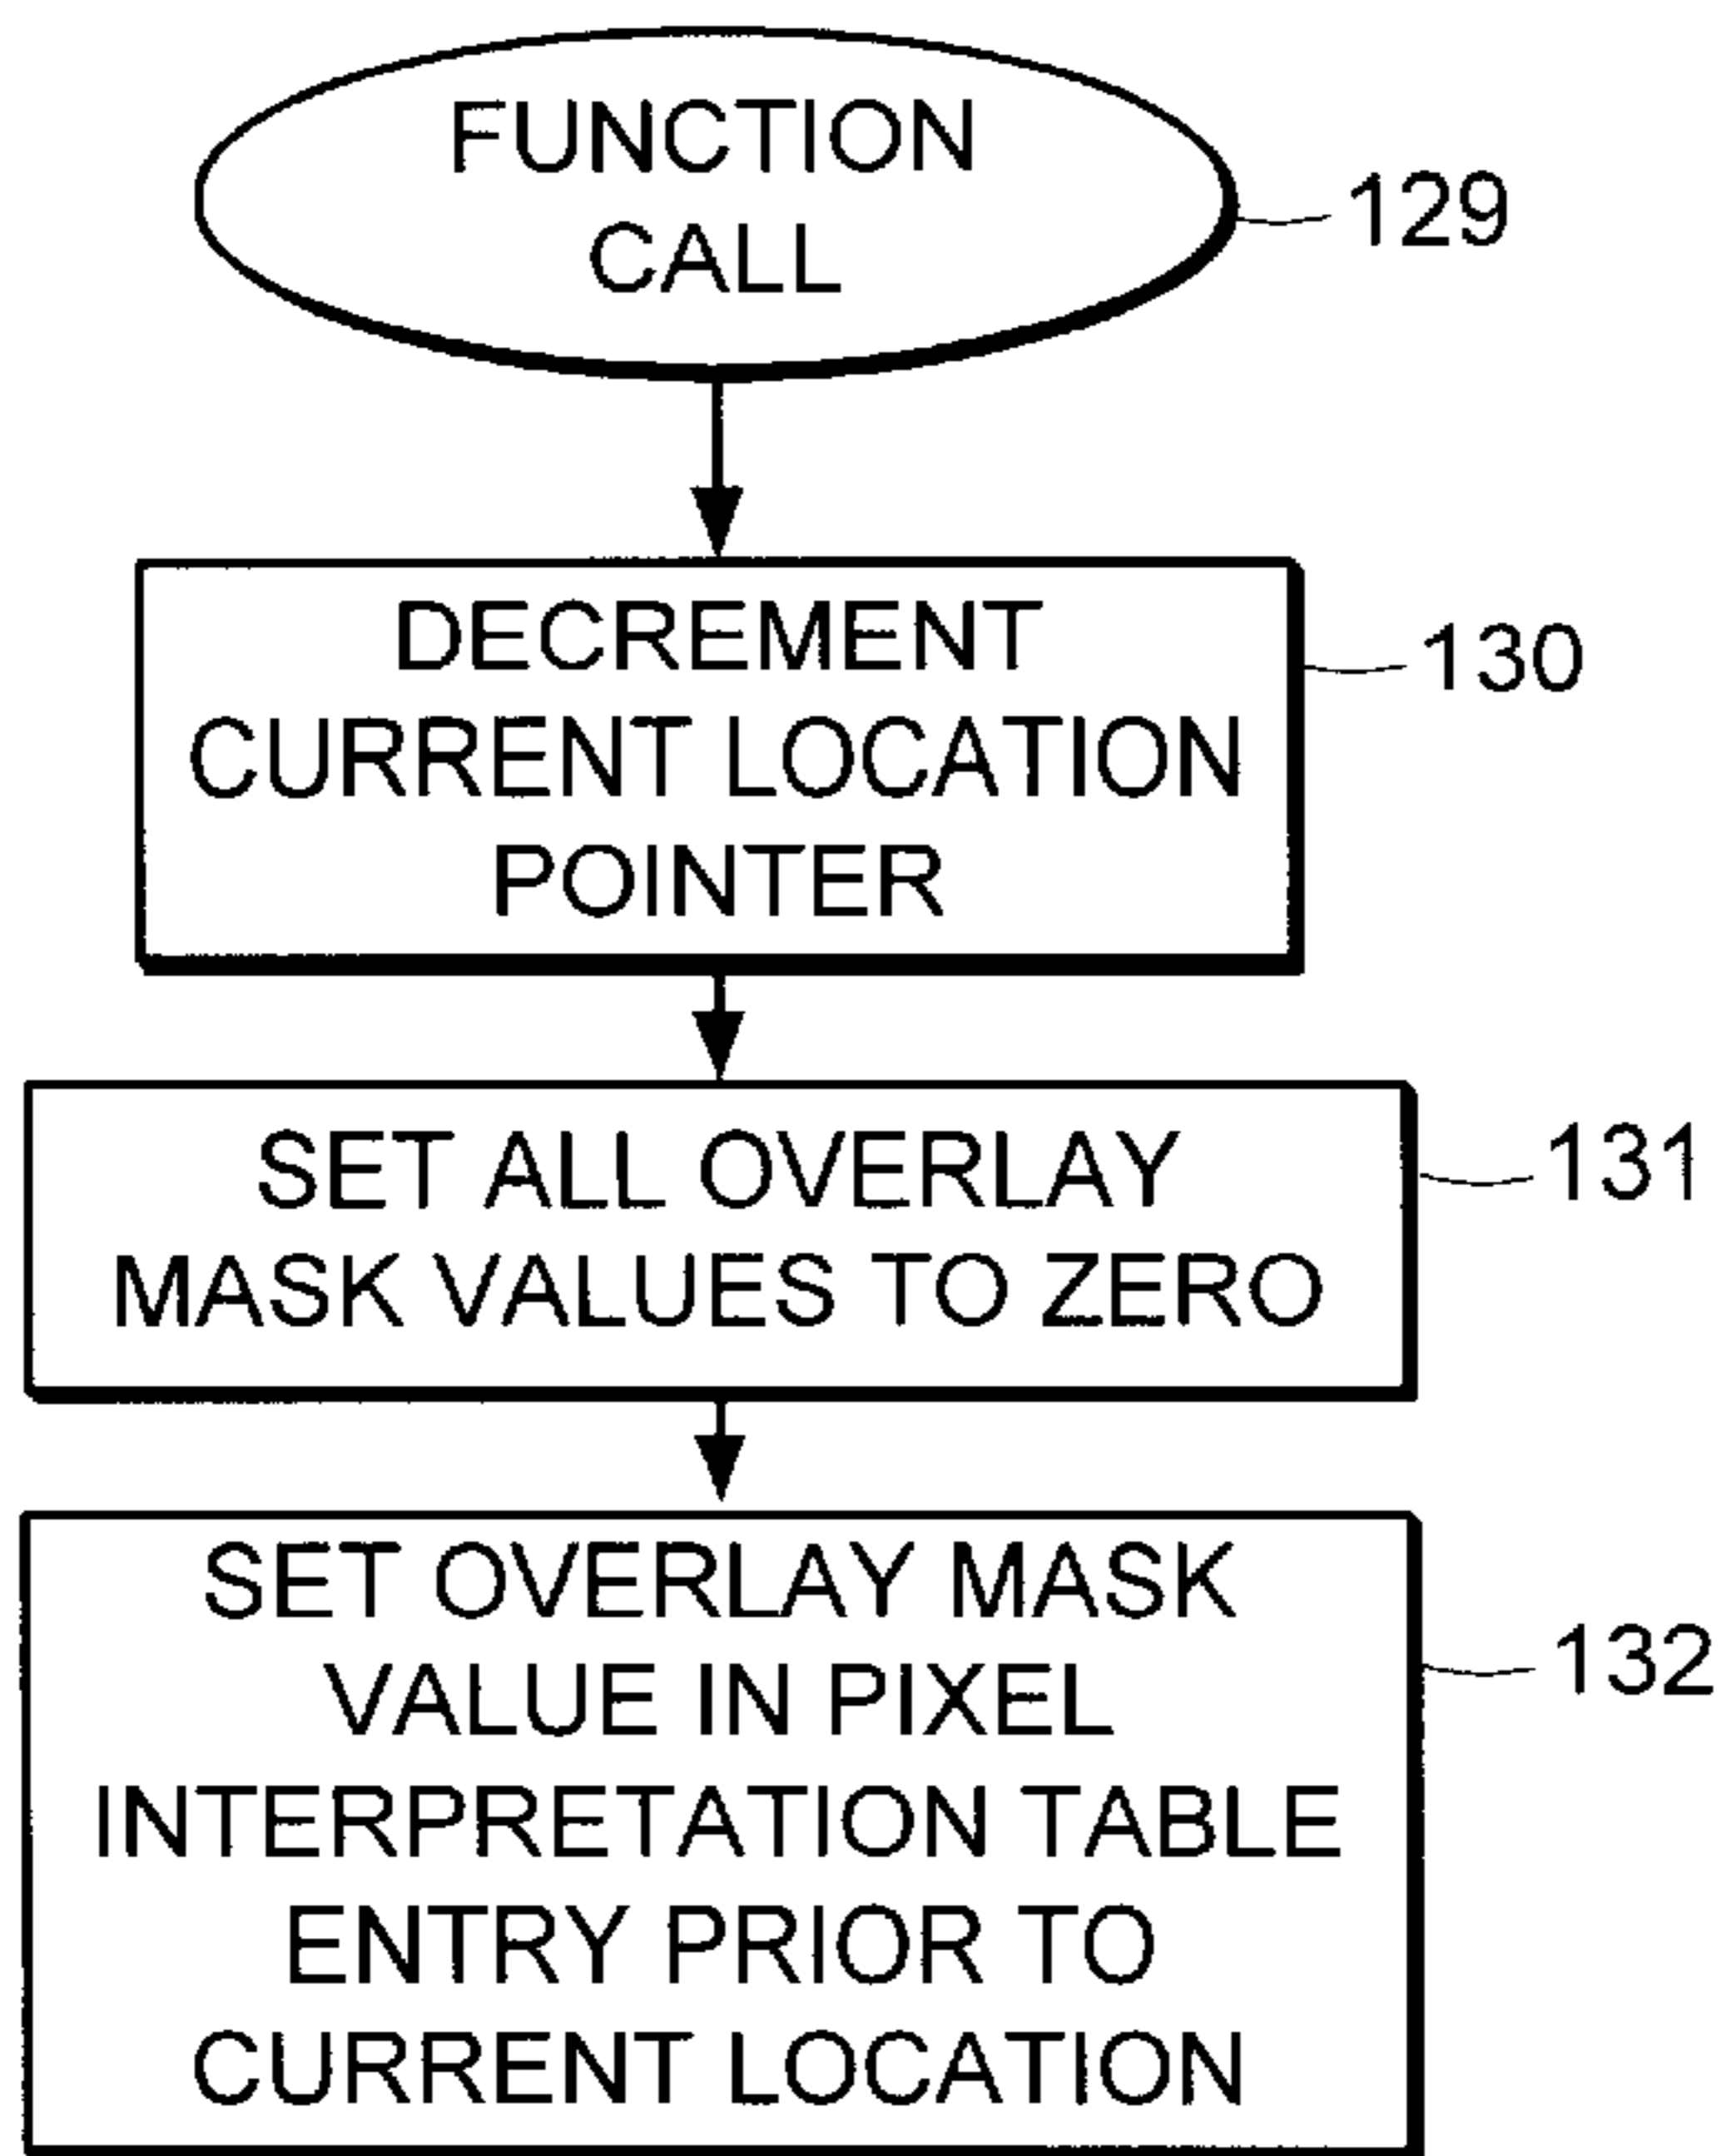 FUNCTION
CALL
129
DECREMENT
CURRENT LOCATION
POINTER
130
SET ALL OVERLAY
MASK VALUES TO ZERO
131
SET OVERLAY MASK
VALUE IN PIXEL
INTERPRETATION TABLE
ENTRY PRIOR TO
CURRENT LOCATION
132